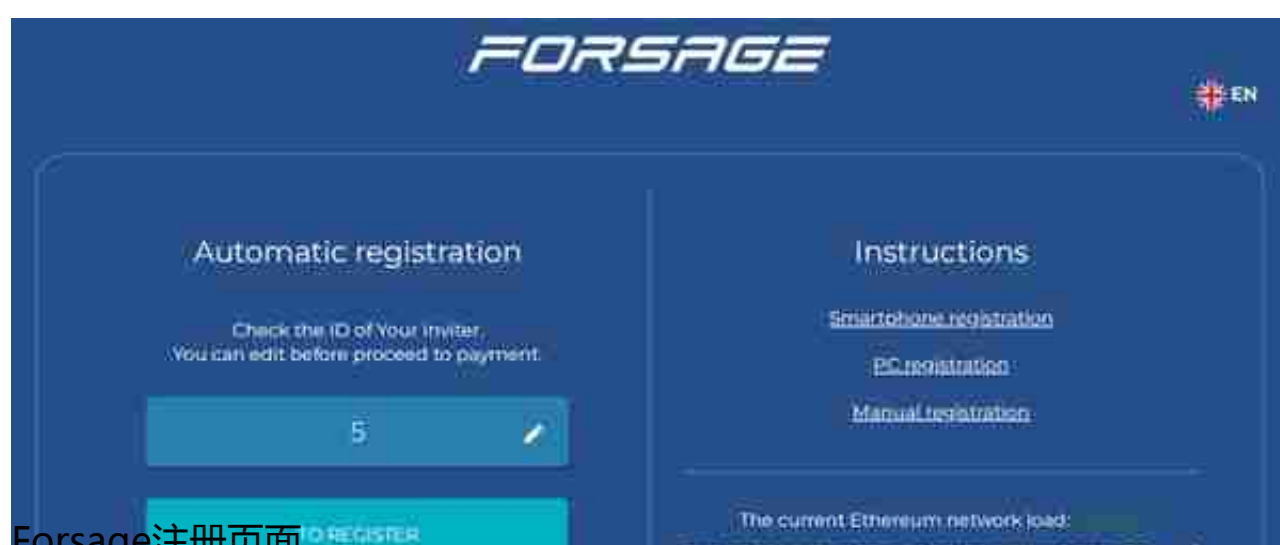 FORSAGE
EN
Automatic registration
Check the ID of Your inviter.
You can edit before proceed to payment.
5
TO REGISTER
Instructions
Smartphone registration
PC registration
Manual registration
The current Ethereum network load:
Forsage注册页面